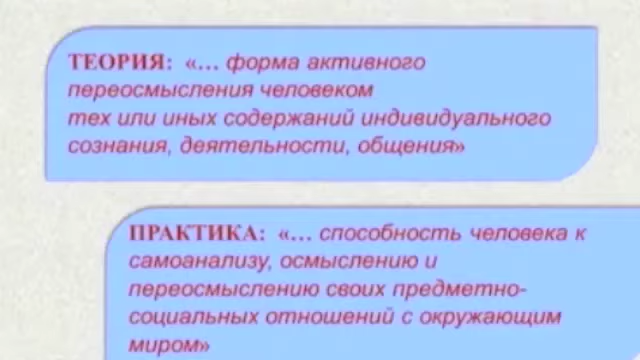 ТЕОРИЯ: «… форма активного
переосмысления человеком
тех или иных содержаний индивидуального
сознания, деятельности, общения»
ПРАКТИКА: «… способность человека к
самоанализу, осмыслению и
переосмыслению своих предметно-
социальных отношений с окружающим
миром»